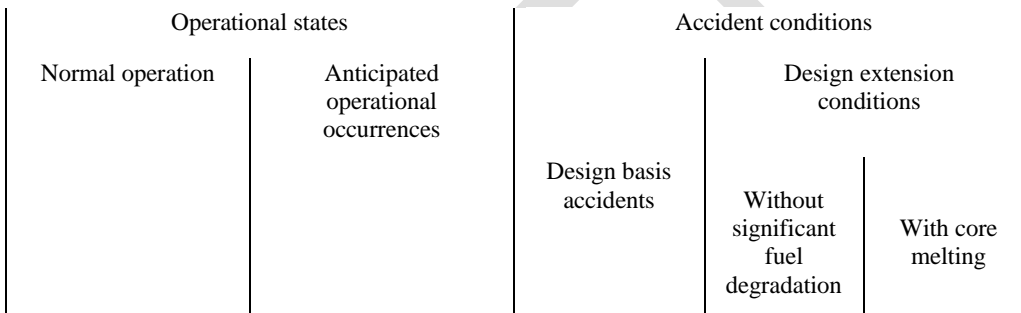 Operational states
Accident conditions
Normal operation
Anticipated
operational
occurrences
Design basis
accidents
Design extension
conditions
Without
significant
fuel
degradation
With core
melting